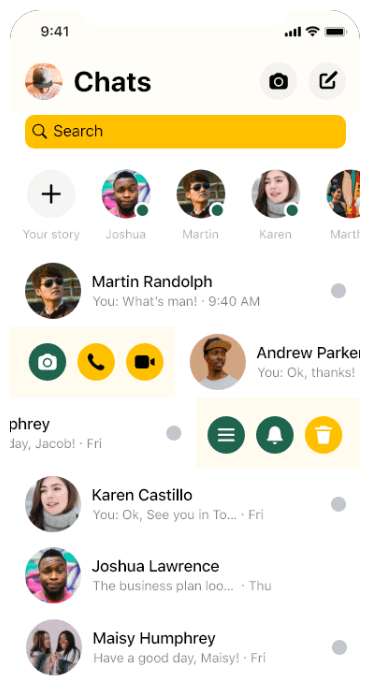 9:41
Chats
Search
Your story
Joshua
Martin
Karen
Marth
Martin Randolph
You: What's man! · 9:40 AM
Andrew Parker
You: Ok, thanks!
phrey
day, Jacob! · Fri
Karen Castillo
You: Ok, See you in To... · Fri
Joshua Lawrence
The business plan loo... · Thu
Maisy Humphrey
Have a good day, Maisy! · Fri